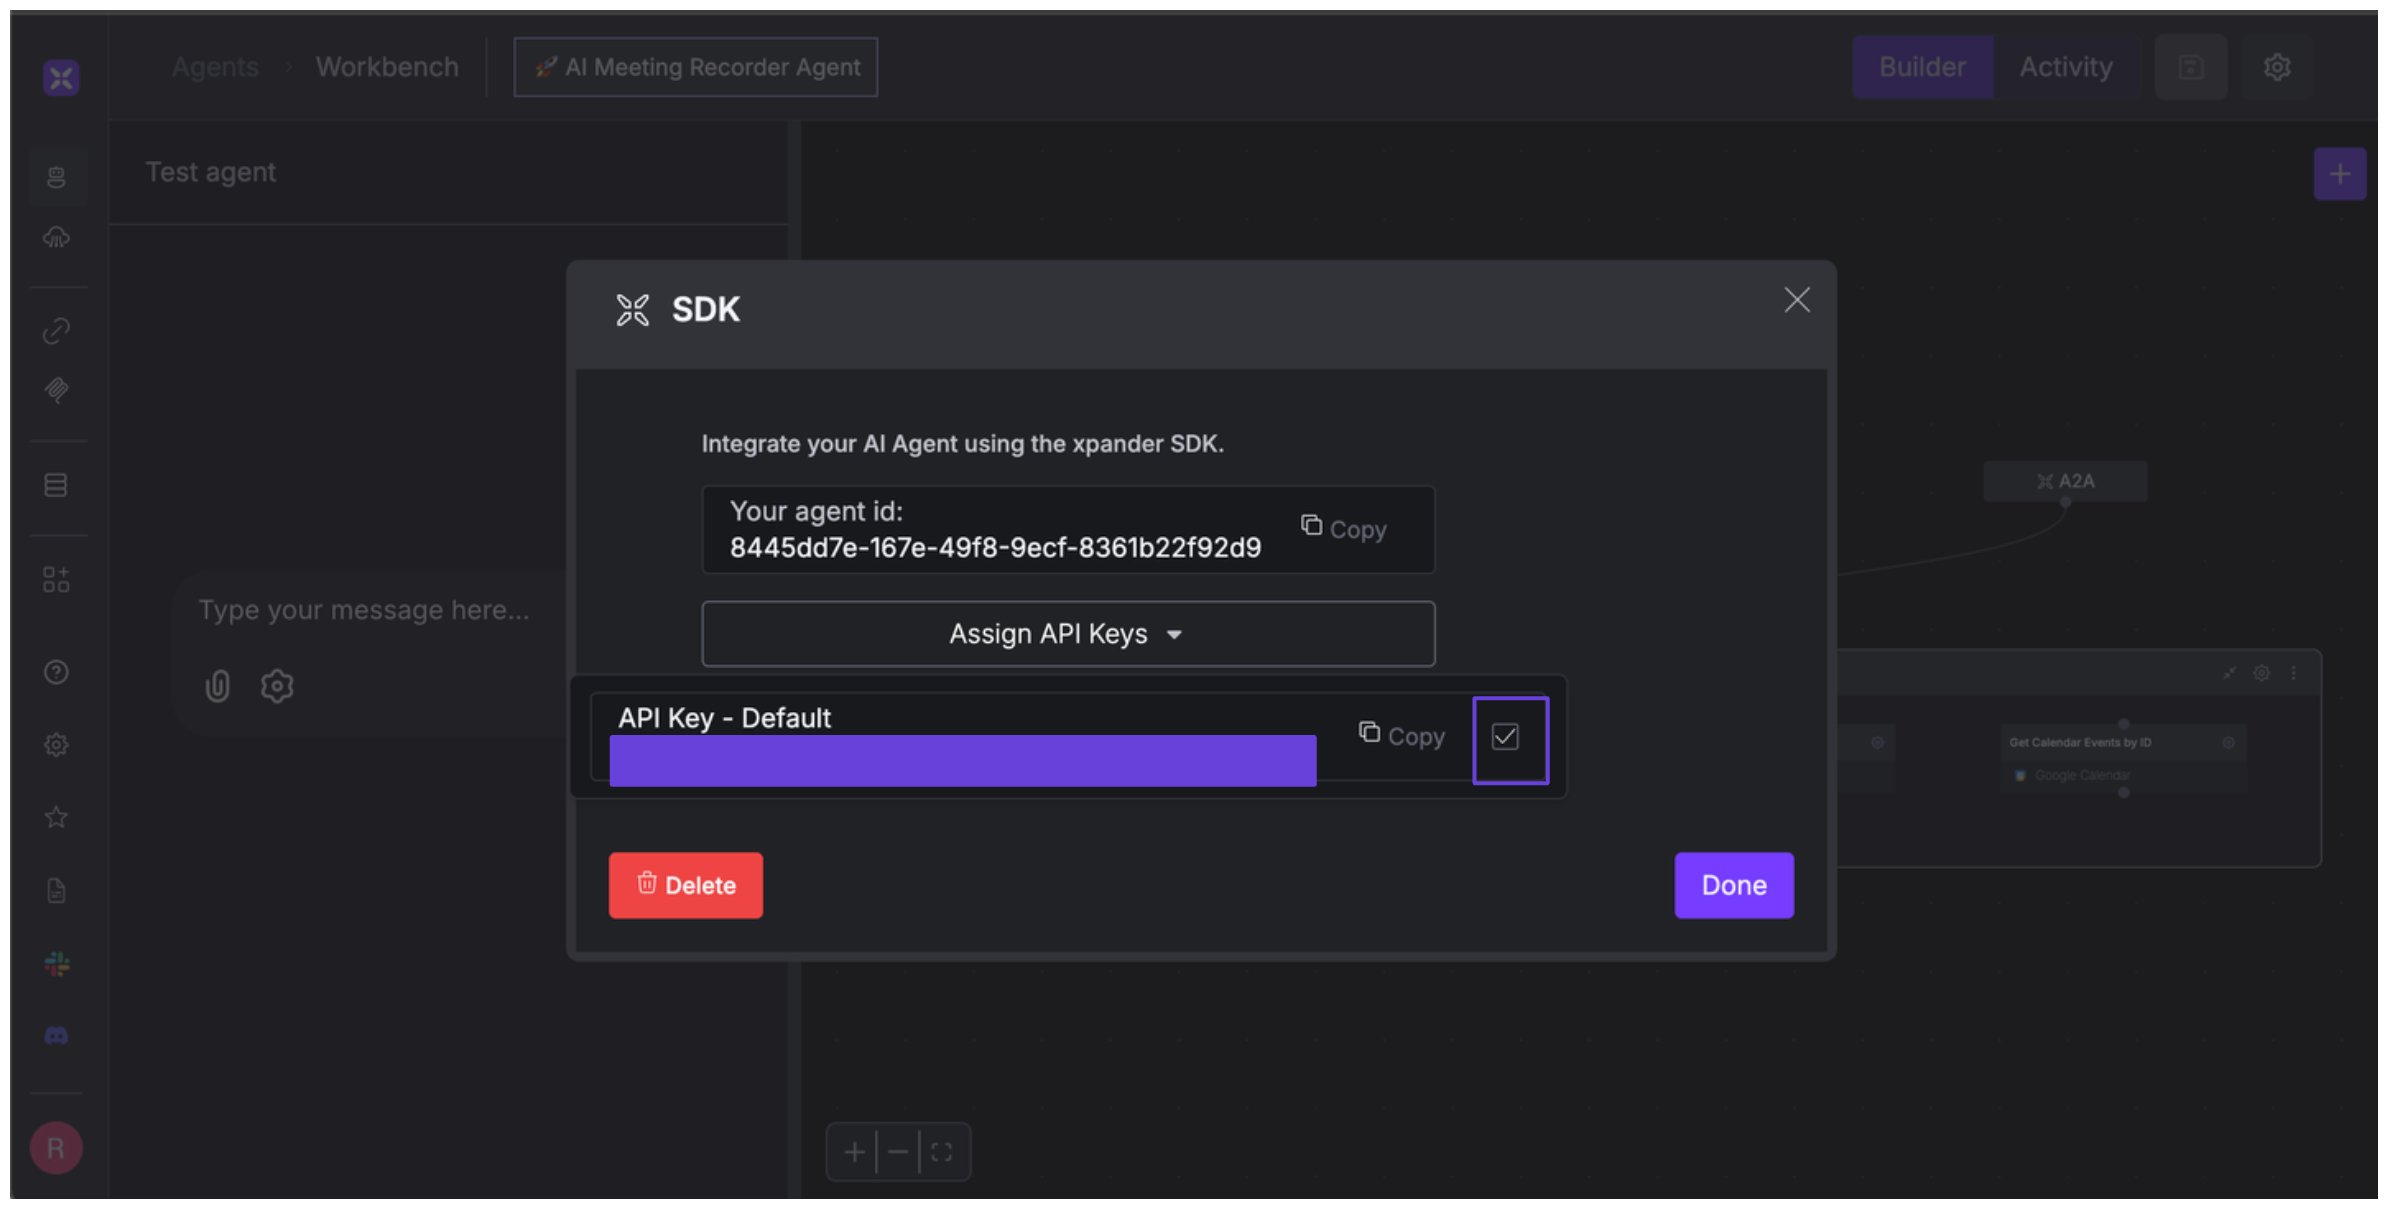 Agents > Workbench
🚀 AI Meeting Recorder Agent
Builder
Activity
Test agent
SDK
Integrate your AI Agent using the xpander SDK.
Your agent id:
8445dd7e-167e-49f8-9ecf-8361b22f92d9
Copy
Assign API Keys
API Key - Default
Copy
Delete
Done
Type your message here...
A2A
Get Calendar Events by ID
Google Calendar
R